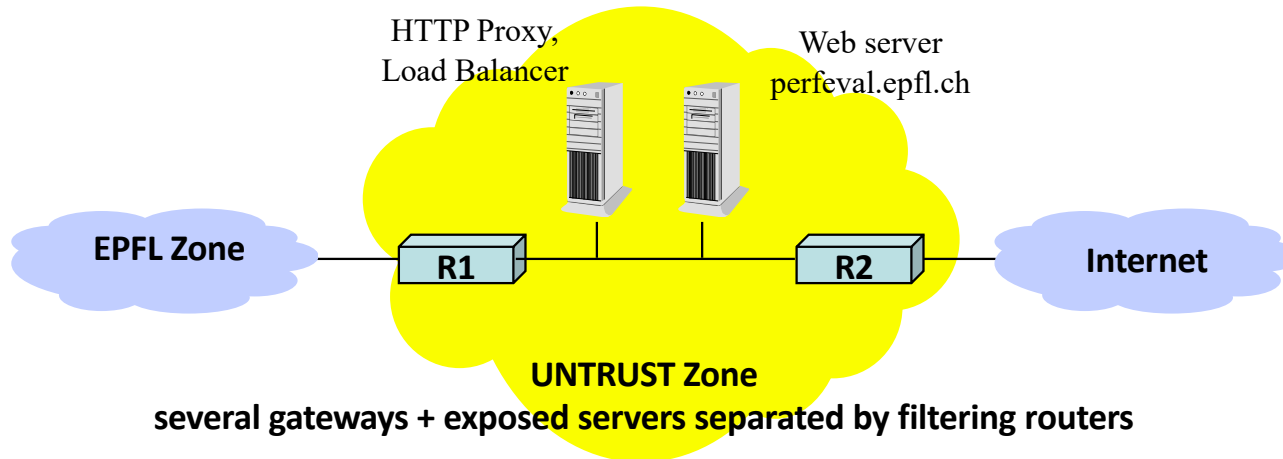 HTTP Proxy,
Load Balancer
Web server
perfeval.epfl.ch
EPFL Zone
R1
R2
Internet
UNTRUST Zone
several gateways + exposed servers separated by filtering routers